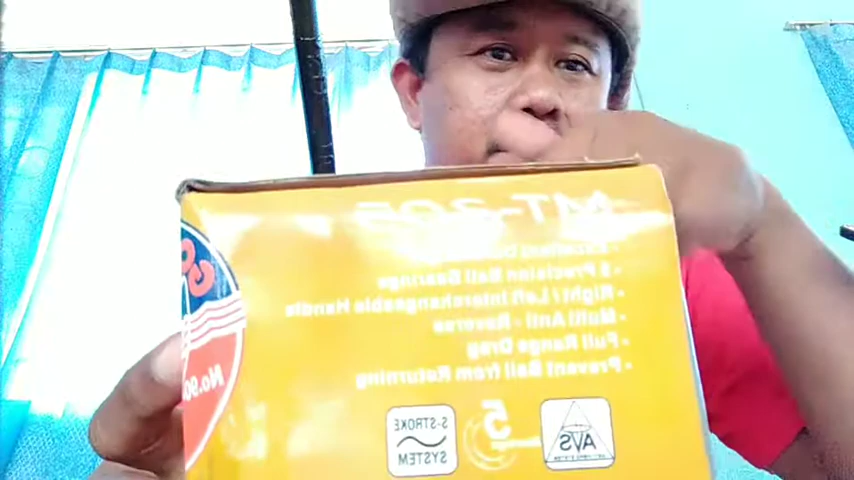 MT-205
- 5 Precision Ball Bearings
- Right / Left Interchangeable Handle
- Multi Anti - Reverse
- Full Range Drag
- Prevent Bail from Returning
No.90
S-STROKE
SYSTEM
5
AVS